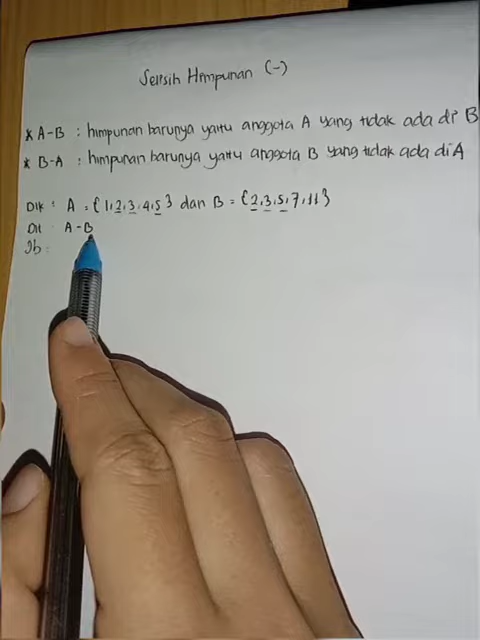 Selisih Himpunan (-)
* A-B : himpunan barunya yaitu anggota A yang tidak ada di B
* B-A : himpunan barunya yaitu anggota B yang tidak ada di A
Dik : A = {1,2,3,4,5} dan B = {2,3,5,7,11}
Dit A-B
Jb :